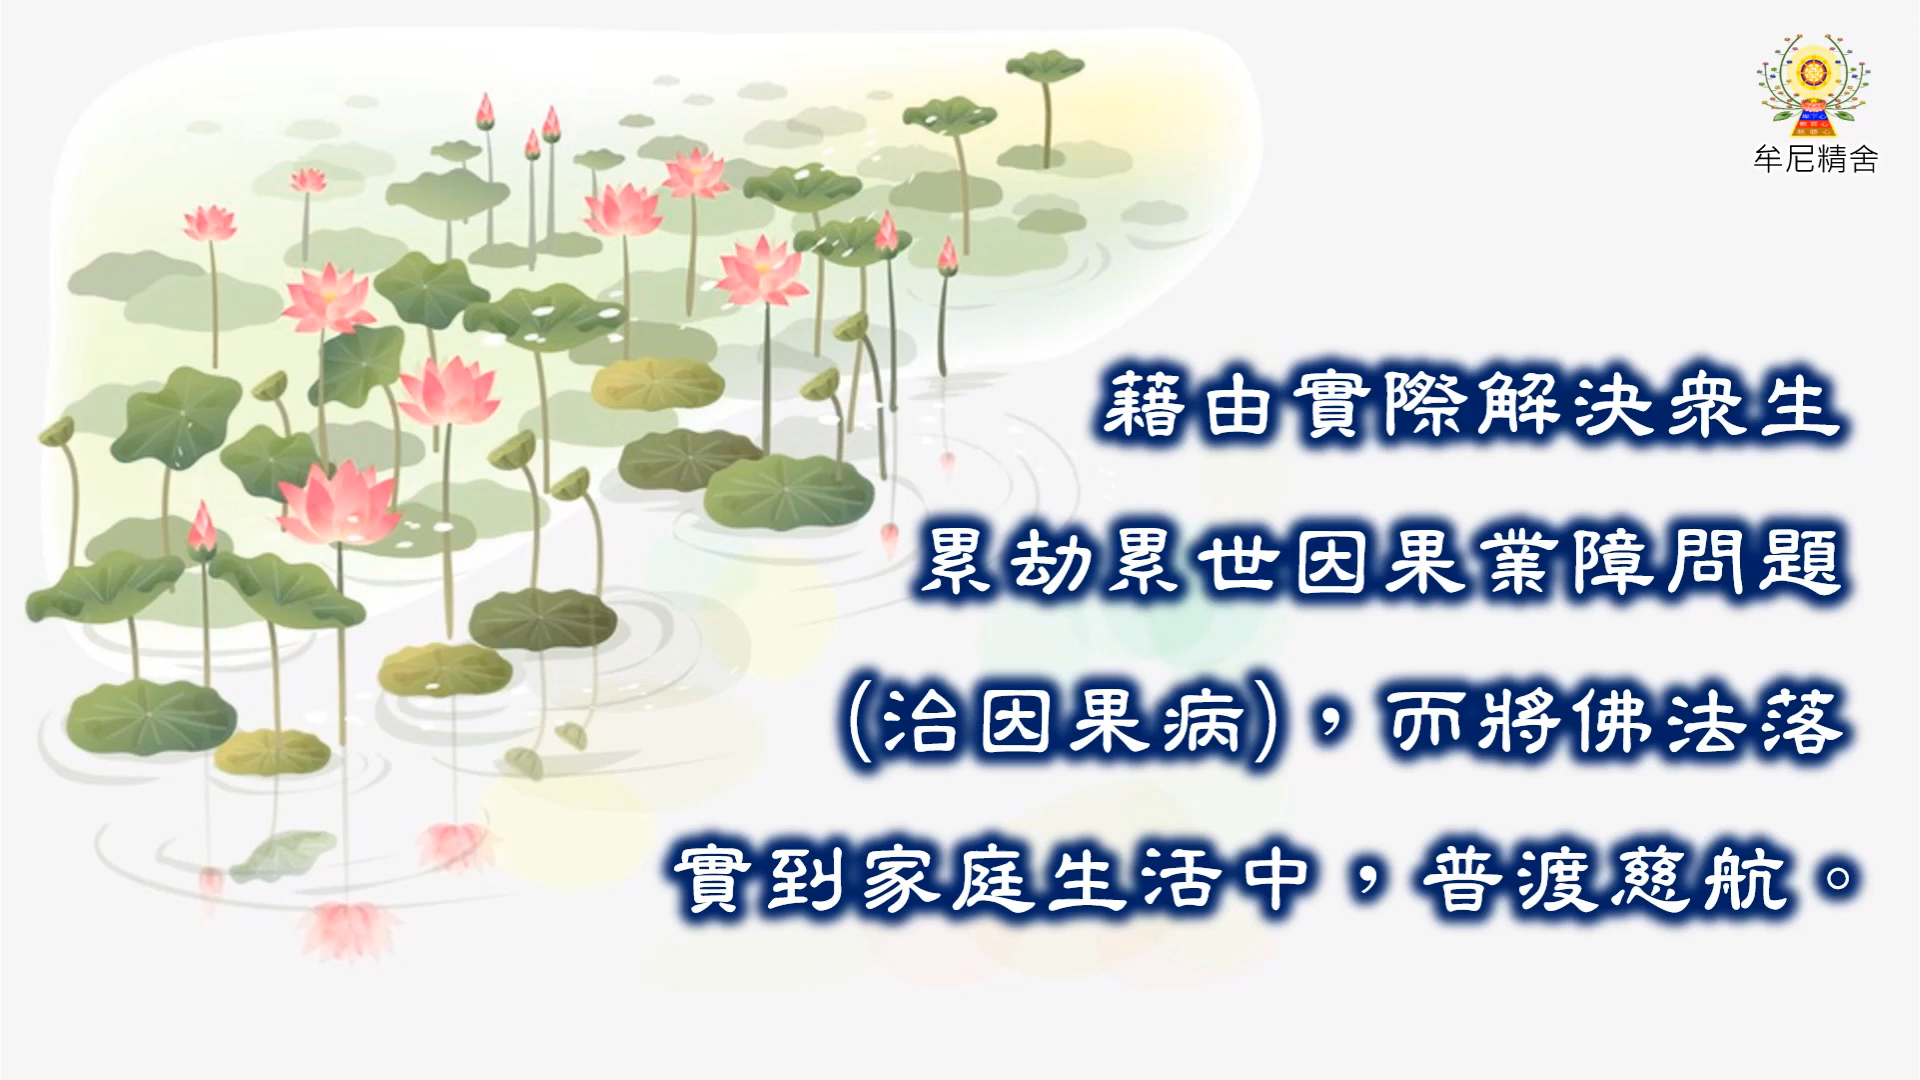 牟尼精舍
藉由實際解決眾生
累劫累世因果業障問題
(治因果病)，而將佛法落
實到家庭生活中，普渡慈航。